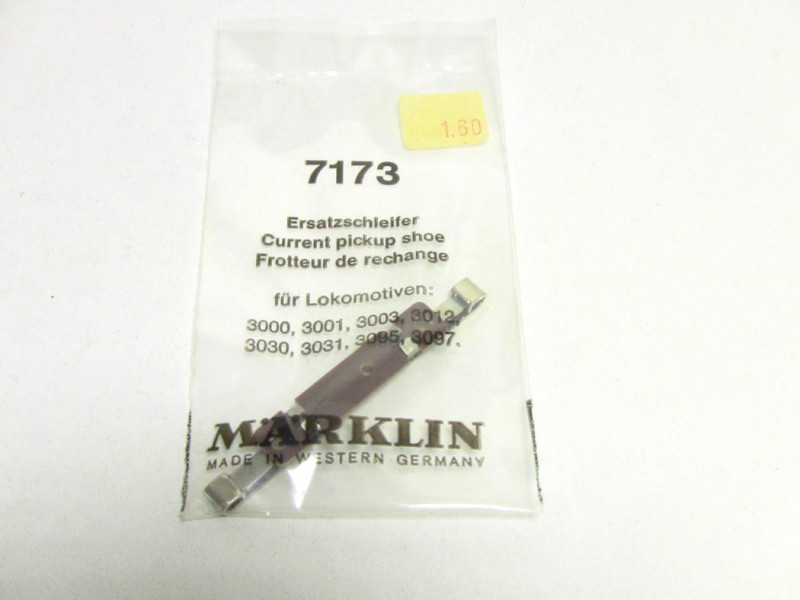 1.60
7173
Ersatzschleifer
Current pickup shoe
Frotteur de rechange
für Lokomotiven:
3000, 3001, 3003, 3012,
3030, 3031, 3095, 3097.
MÄRKLIN
MADE IN WESTERN GERMANY